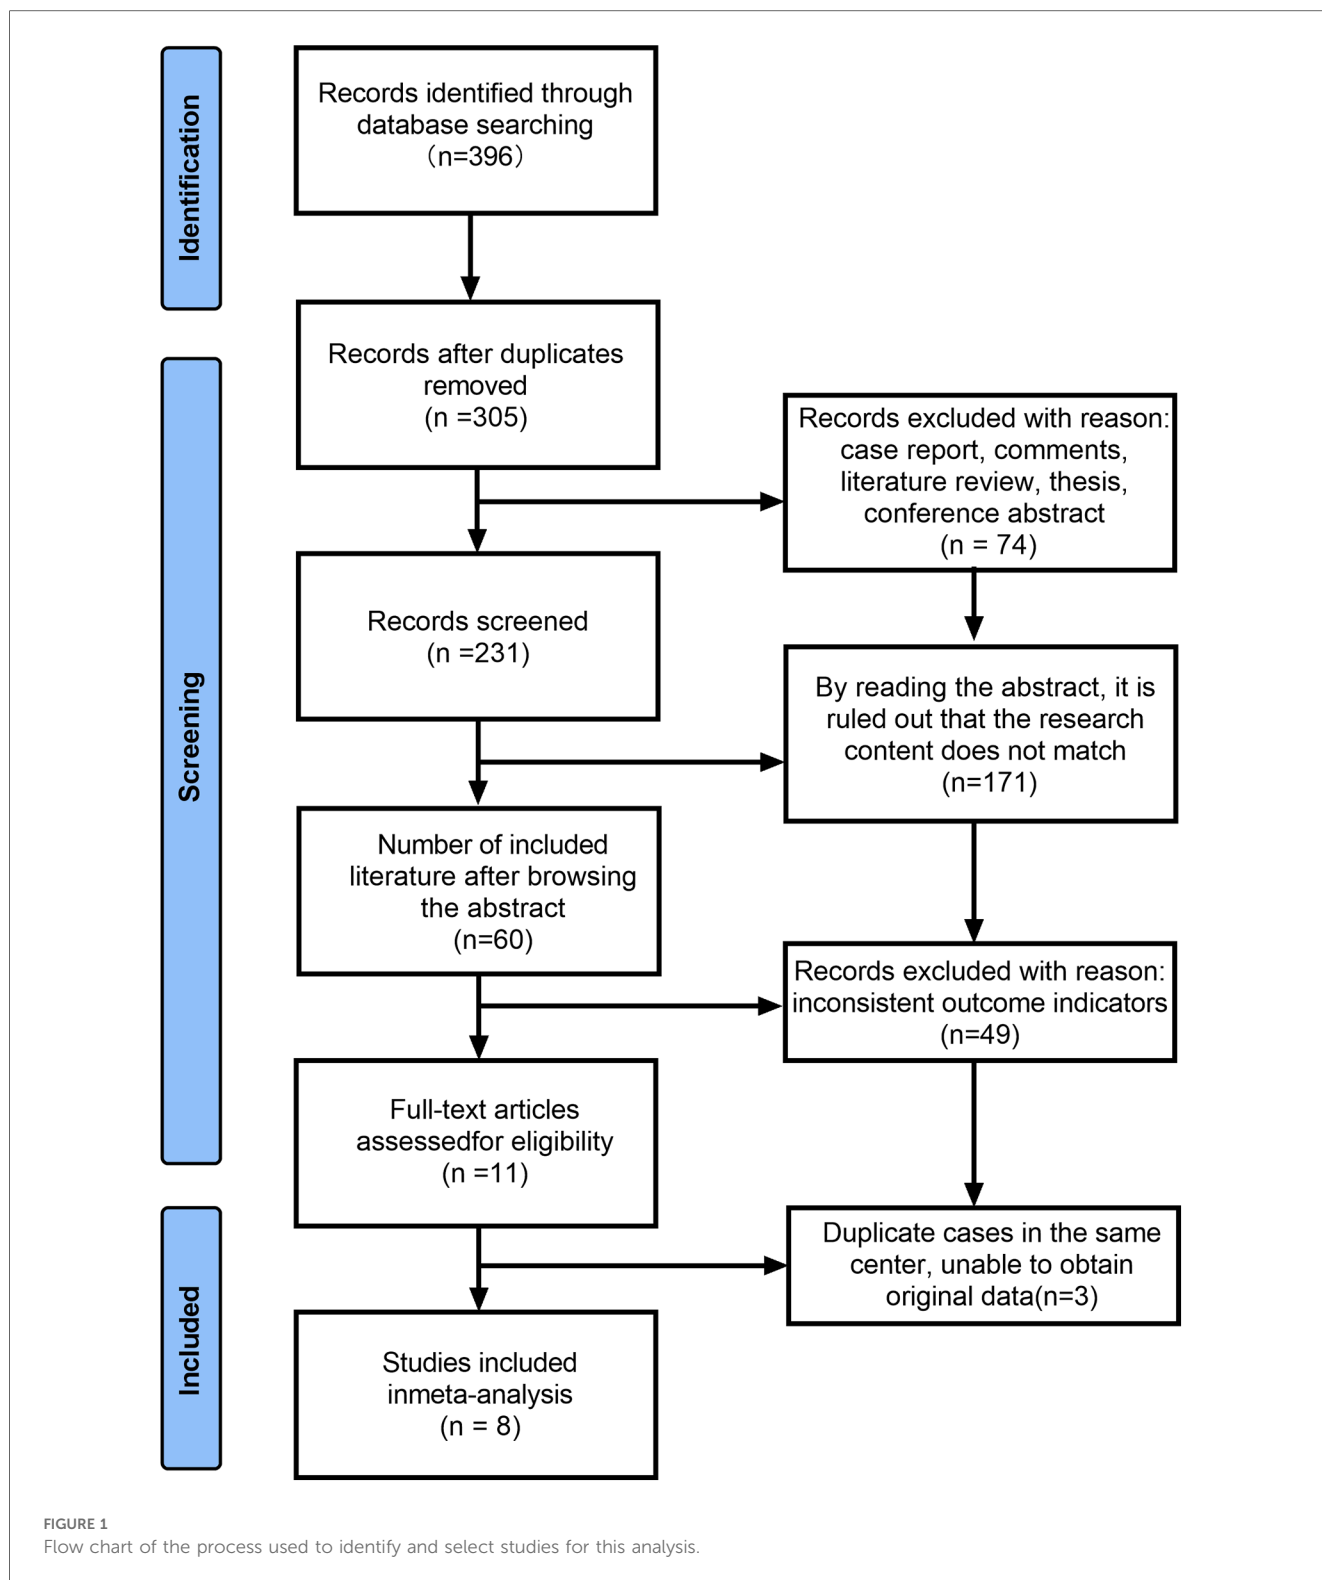 Identification
Records identified through
database searching
（n=396）
Records after duplicates
removed
(n =305)
Records excluded with reason:
case report, comments,
literature review, thesis,
conference abstract
(n = 74)
Screening
Records screened
(n =231)
By reading the abstract, it is
ruled out that the research
content does not match
(n=171)
Number of included
literature after browsing
the abstract
(n=60)
Records excluded with reason:
inconsistent outcome indicators
(n=49)
Full-text articles
assessedfor eligibility
(n =11)
Included
Duplicate cases in the same
center, unable to obtain
original data(n=3)
Studies included
inmeta-analysis
(n = 8)
FIGURE 1
Flow chart of the process used to identify and select studies for this analysis.